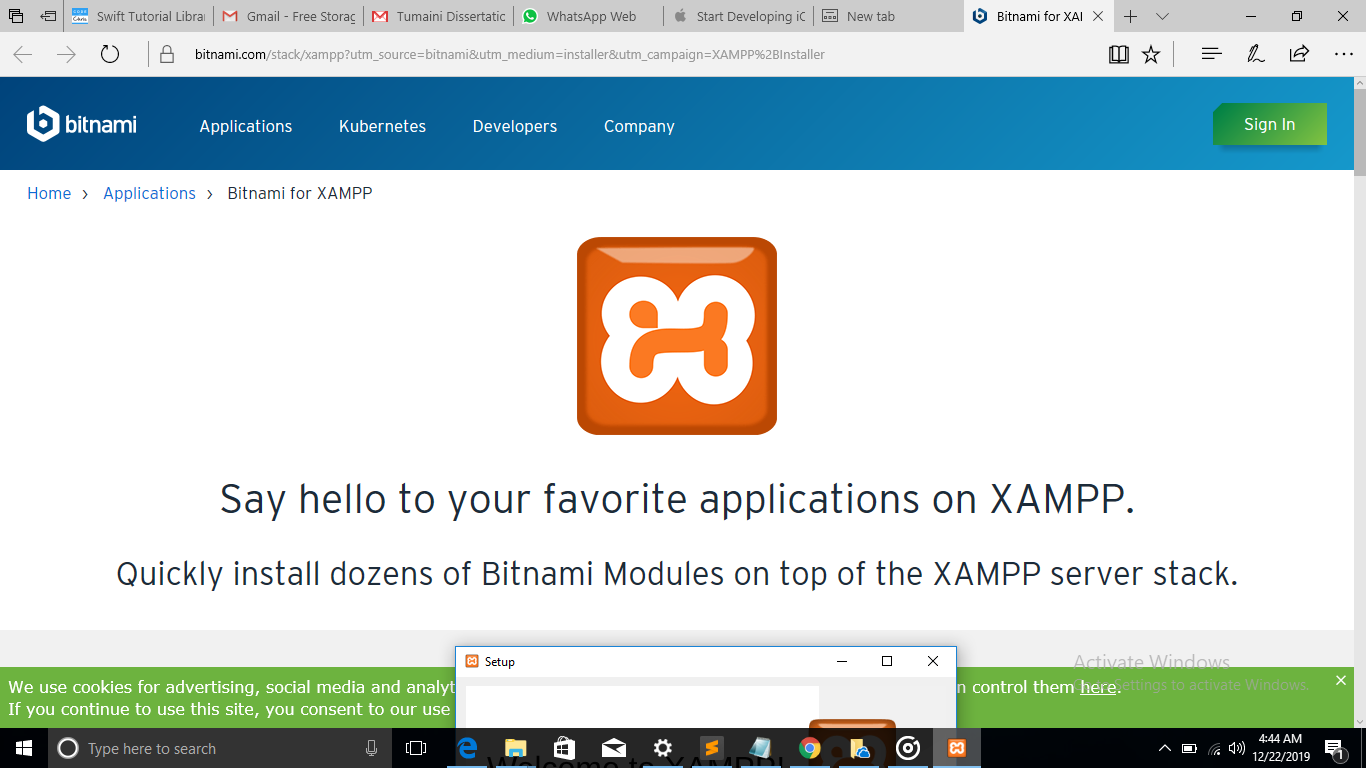 Swift Tutorial Librar
Gmail - Free Storag
Tumaini Dissertatic
WhatsApp Web
Start Developing iO
New tab
Bitnami for XAI
bitnami.com/stack/xampp?utm_source=bitnami&utm_medium=installer&utm_campaign=XAMPP%2BInstaller
bitnami
Applications
Kubernetes
Developers
Company
Sign In
Home > Applications > Bitnami for XAMPP
Say hello to your favorite applications on XAMPP.
Quickly install dozens of Bitnami Modules on top of the XAMPP server stack.
Setup
Activate Windows
Go to Settings to activate Windows.
We use cookies for advertising, social media and analyt
n control them here.
If you continue to use this site, you consent to our use
Welcome to XAMPP!
Type here to search
4:44 AM
12/22/2019
1